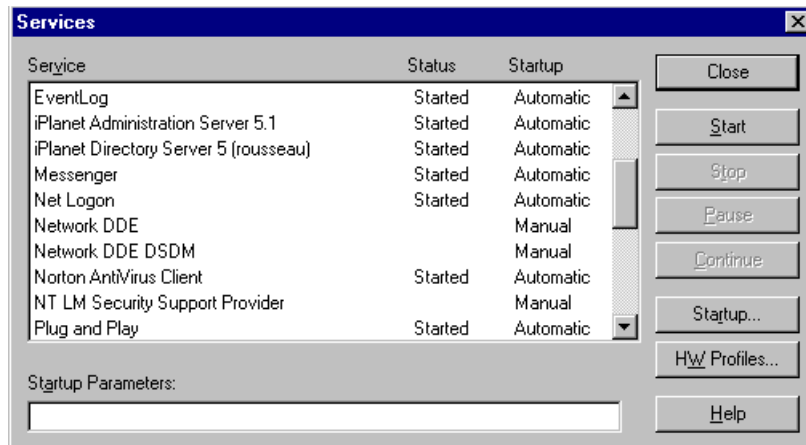 Services
Service Status Startup
EventLog Started Automatic
iPlanet Administration Server 5.1 Started Automatic
iPlanet Directory Server 5 (rousseau) Started Automatic
Messenger Started Automatic
Net Logon Started Automatic
Network DDE Manual
Network DDE DSDM Manual
Norton AntiVirus Client Started Automatic
NT LM Security Support Provider Manual
Plug and Play Started Automatic
Startup Parameters:
Close
Start
Stop
Pause
Continue
Startup...
HW Profiles...
Help